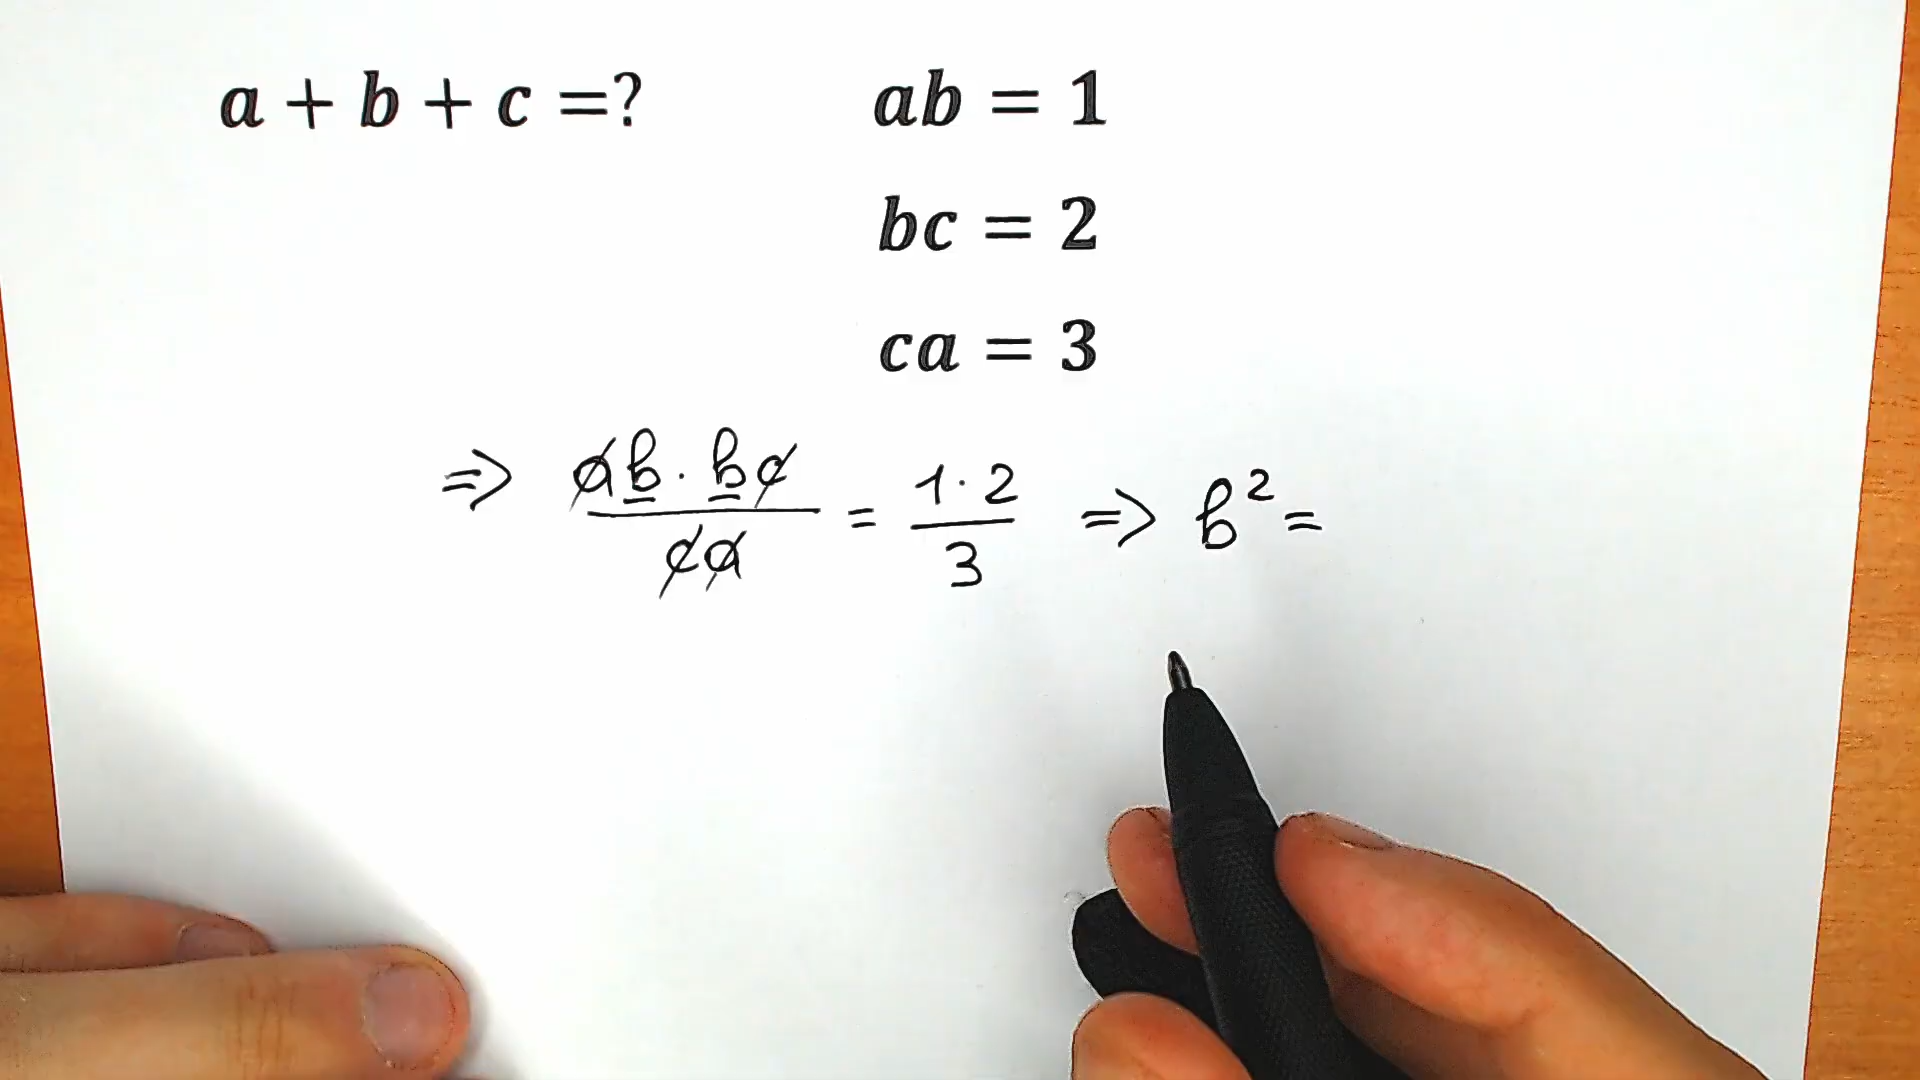 a + b + c =?
ab = 1
bc = 2
ca = 3
=> ab · bc / ca = 1 · 2 / 3 => b² =